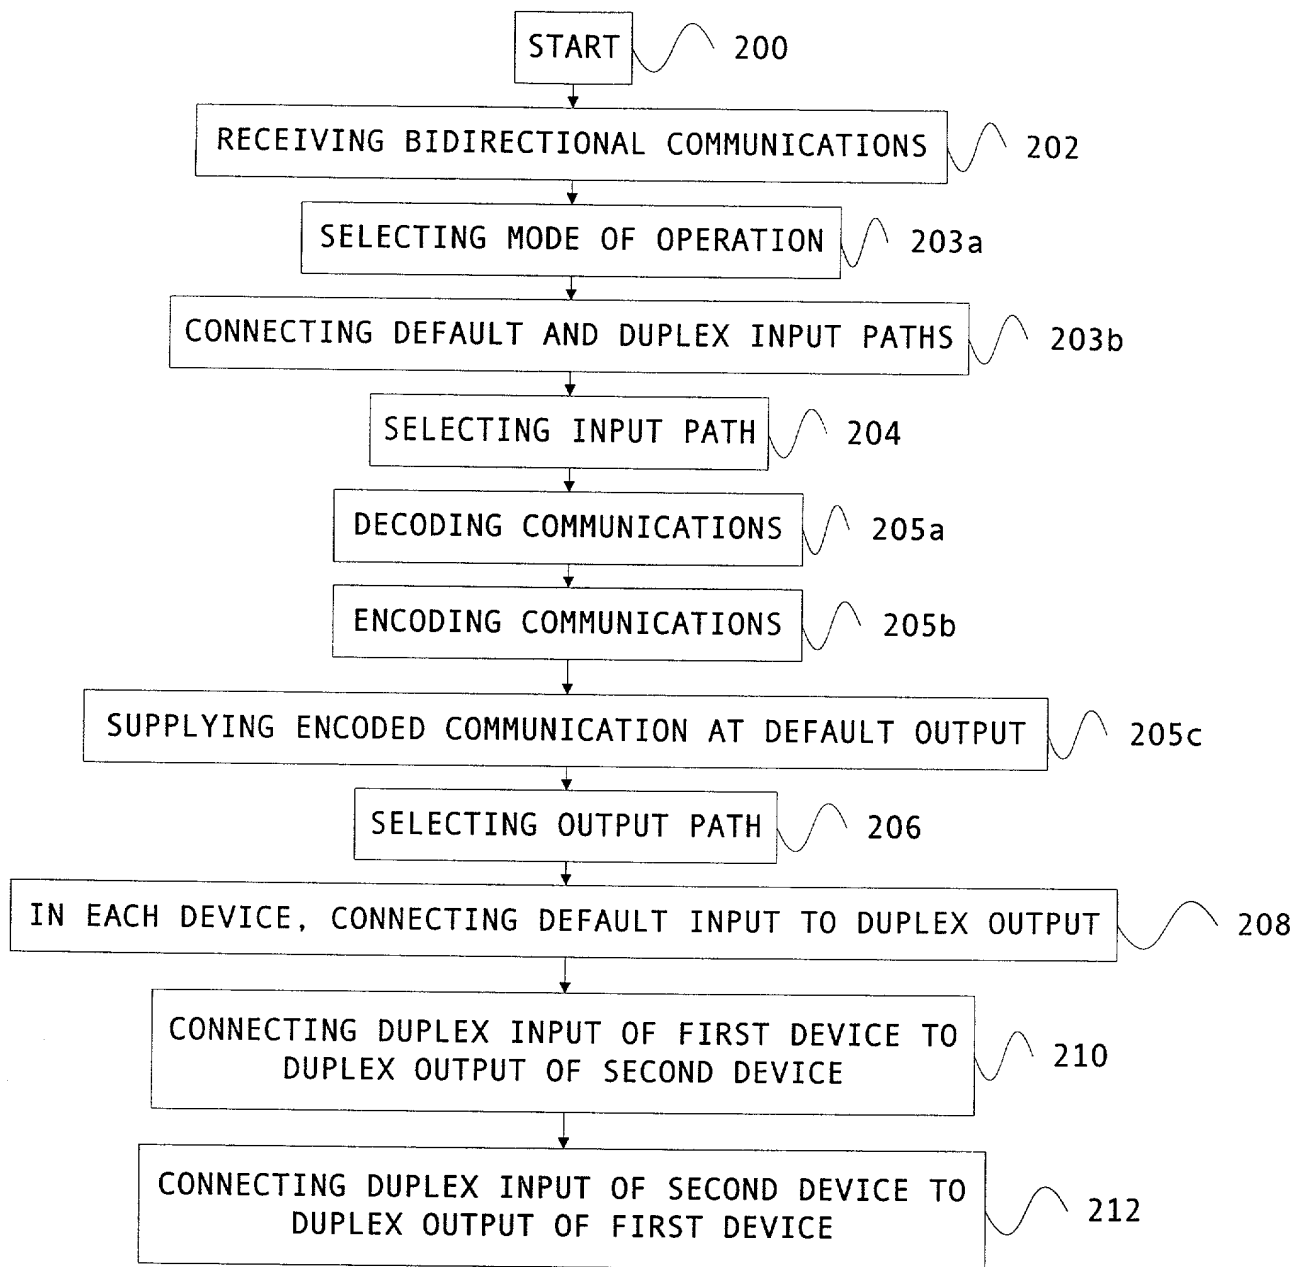 START
200
RECEIVING BIDIRECTIONAL COMMUNICATIONS
202
SELECTING MODE OF OPERATION
203a
CONNECTING DEFAULT AND DUPLEX INPUT PATHS
203b
SELECTING INPUT PATH
204
DECODING COMMUNICATIONS
205a
ENCODING COMMUNICATIONS
205b
SUPPLYING ENCODED COMMUNICATION AT DEFAULT OUTPUT
205c
SELECTING OUTPUT PATH
206
IN EACH DEVICE, CONNECTING DEFAULT INPUT TO DUPLEX OUTPUT
208
CONNECTING DUPLEX INPUT OF FIRST DEVICE TO
DUPLEX OUTPUT OF SECOND DEVICE
210
CONNECTING DUPLEX INPUT OF SECOND DEVICE TO
DUPLEX OUTPUT OF FIRST DEVICE
212